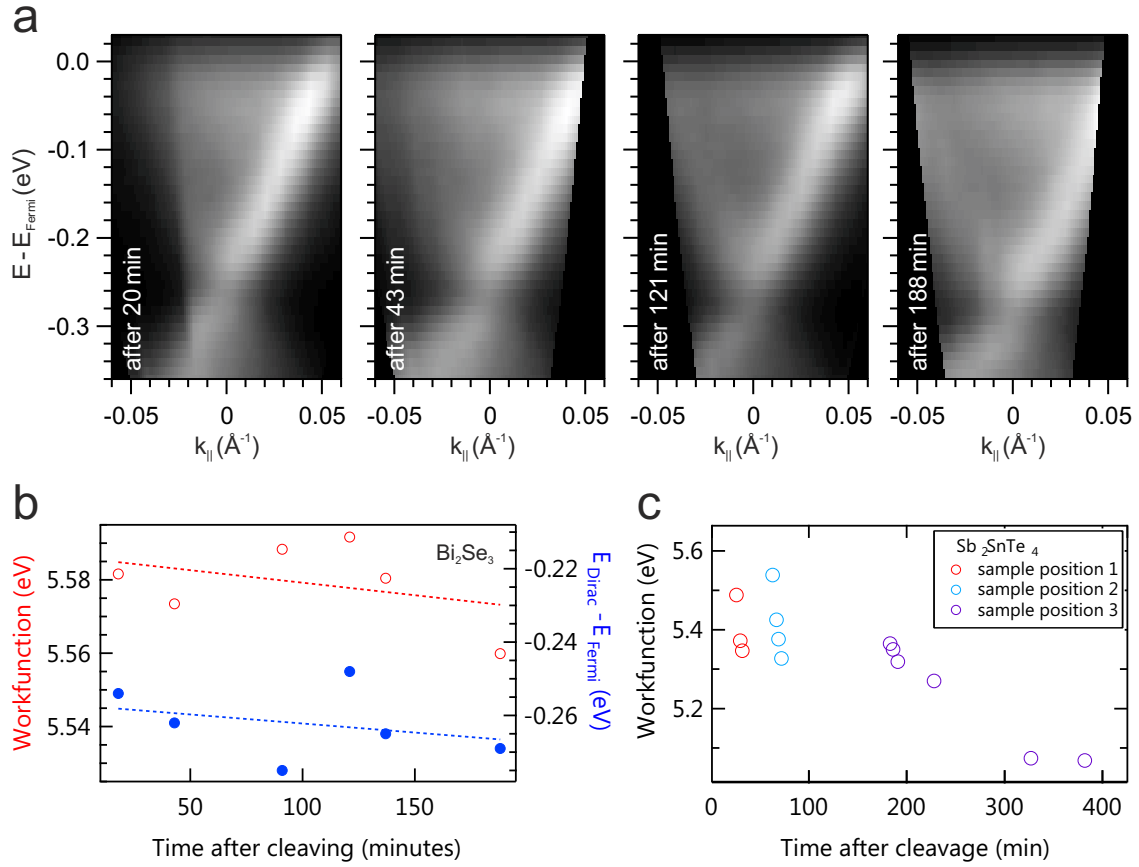 a
0.0
-0.1
-0.2
-0.3
E - E_Fermi (eV)
after 20 min
after 43 min
after 121 min
after 188 min
-0.05 0 0.05
-0.05 0 0.05
-0.05 0 0.05
-0.05 0 0.05
k_|| (Å⁻¹)
k_|| (Å⁻¹)
k_|| (Å⁻¹)
k_|| (Å⁻¹)
b
Bi₂Se₃
5.58
5.56
5.54
Workfunction (eV)
-0.22
-0.24
-0.26
E_Dirac - E_Fermi (eV)
50 100 150
Time after cleaving (minutes)
c
Sb₂SnTe₄
sample position 1
sample position 2
sample position 3
5.6
5.4
5.2
Workfunction (eV)
0 100 200 300 400
Time after cleavage (min)